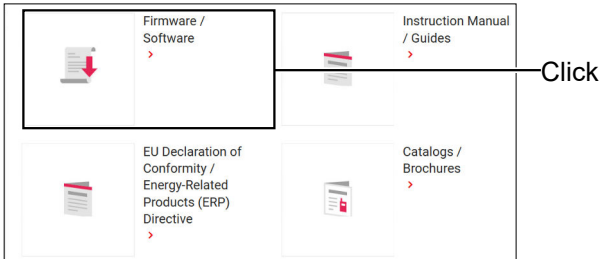 Firmware /
Software
>
Instruction Manual
/ Guides
>
Click
EU Declaration of
Conformity /
Energy-Related
Products (ERP)
Directive
>
Catalogs /
Brochures
>